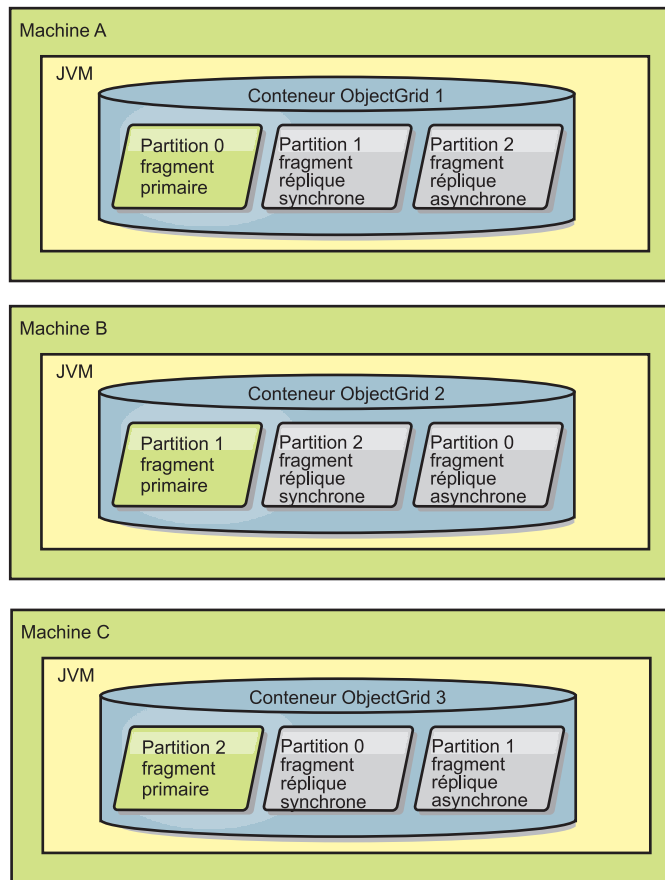 Machine A
JVM
Conteneur ObjectGrid 1
Partition 0
fragment
primaire
Partition 1
fragment
réplique
synchrone
Partition 2
fragment
réplique
asynchrone
Machine B
JVM
Conteneur ObjectGrid 2
Partition 1
fragment
primaire
Partition 2
fragment
réplique
synchrone
Partition 0
fragment
réplique
asynchrone
Machine C
JVM
Conteneur ObjectGrid 3
Partition 2
fragment
primaire
Partition 0
fragment
réplique
synchrone
Partition 1
fragment
réplique
asynchrone